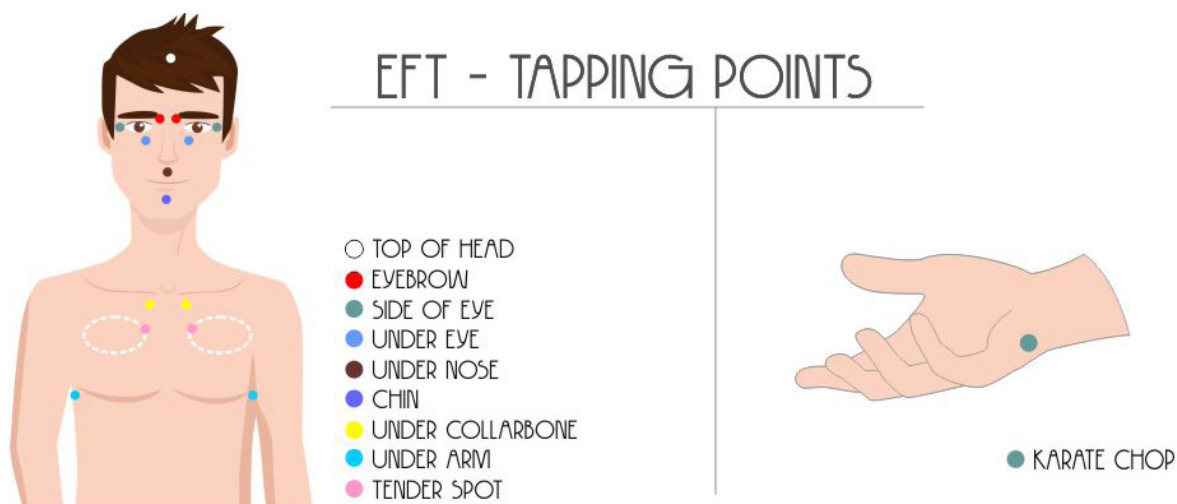 EFT - TAPPING POINTS
TOP OF HEAD
EYEBROW
SIDE OF EYE
UNDER EYE
UNDER NOSE
CHIN
UNDER COLLARBONE
UNDER ARM
TENDER SPOT
KARATE CHOP